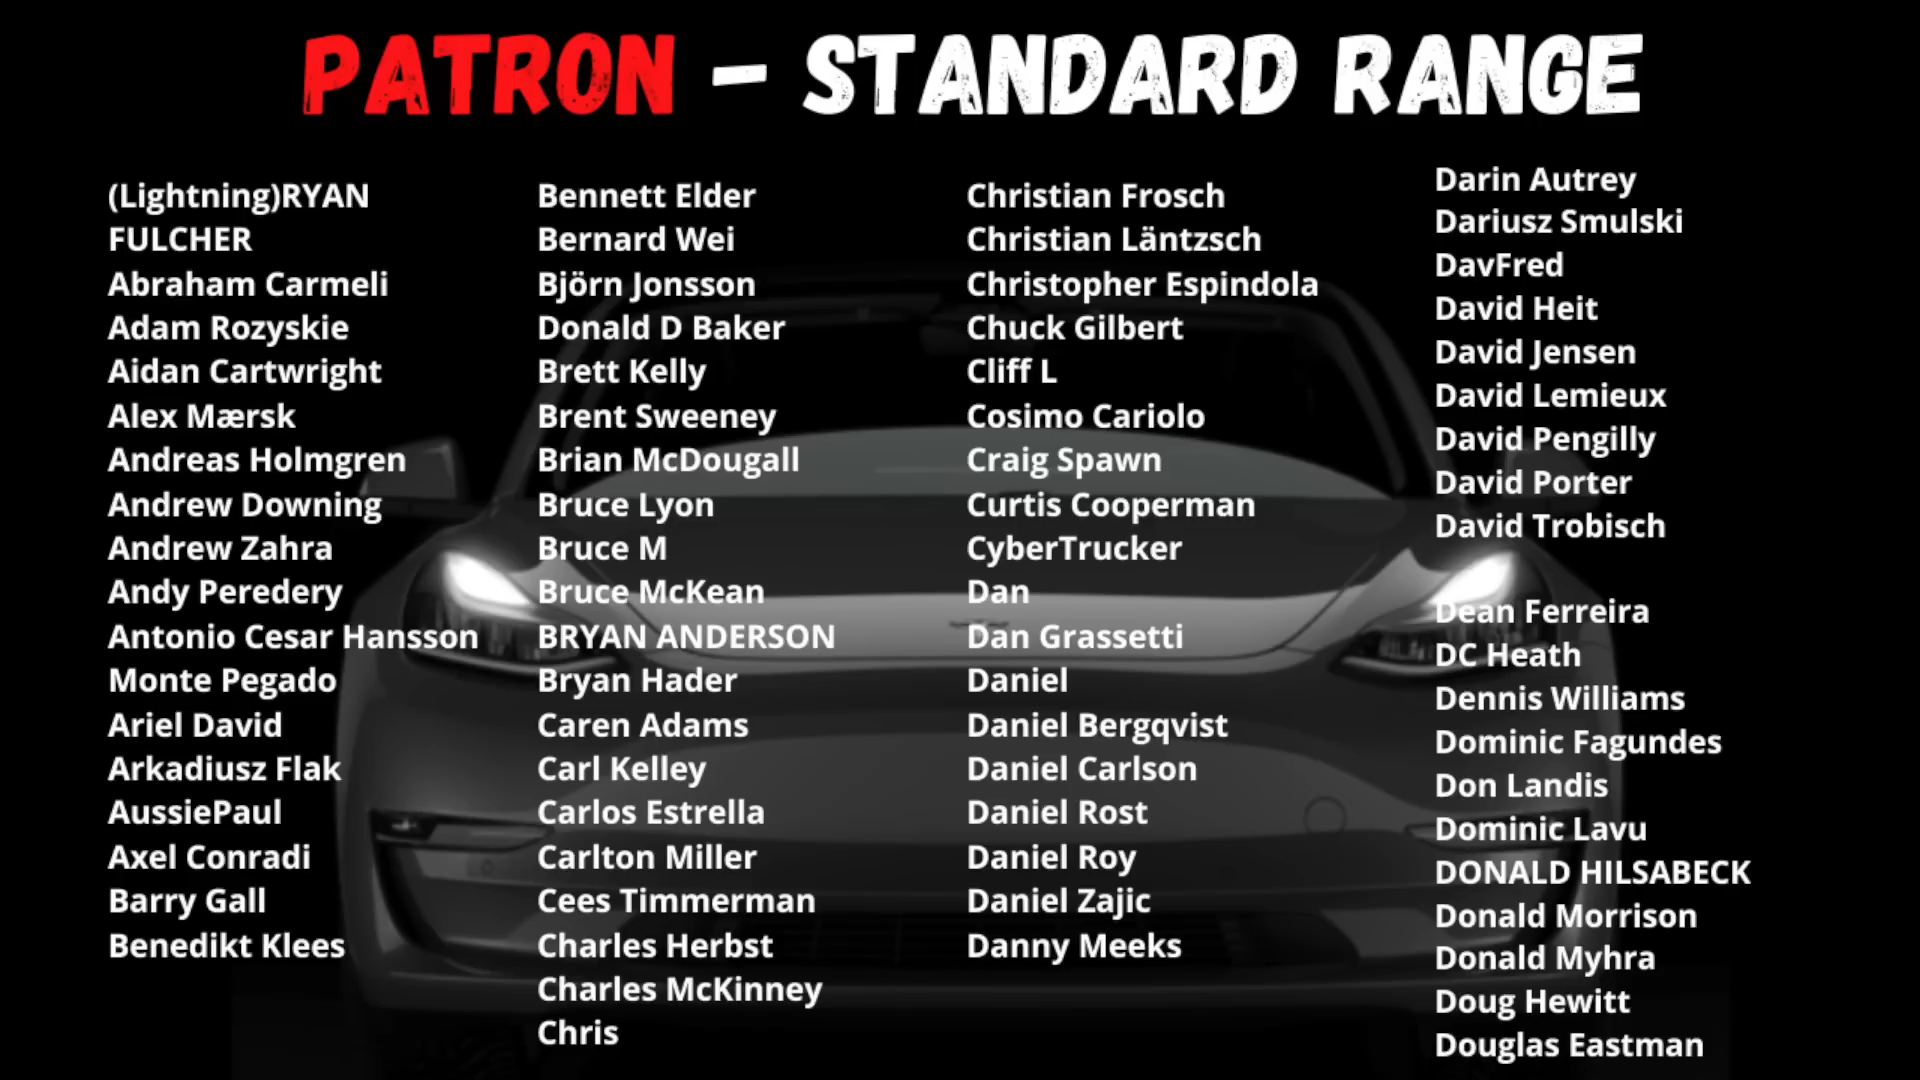 PATRON - STANDARD RANGE
(Lightning)RYAN
FULCHER
Abraham Carmeli
Adam Rozyskie
Aidan Cartwright
Alex Mærsk
Andreas Holmgren
Andrew Downing
Andrew Zahra
Andy Peredery
Antonio Cesar Hansson
Monte Pegado
Ariel David
Arkadiusz Flak
AussiePaul
Axel Conradi
Barry Gall
Benedikt Klees
Bennett Elder
Bernard Wei
Björn Jonsson
Donald D Baker
Brett Kelly
Brent Sweeney
Brian McDougall
Bruce Lyon
Bruce M
Bruce McKean
BRYAN ANDERSON
Bryan Hader
Caren Adams
Carl Kelley
Carlos Estrella
Carlton Miller
Cees Timmerman
Charles Herbst
Charles McKinney
Chris
Christian Frosch
Christian Läntzsch
Christopher Espindola
Chuck Gilbert
Cliff L
Cosimo Cariolo
Craig Spawn
Curtis Cooperman
CyberTrucker
Dan
Dan Grassetti
Daniel
Daniel Bergqvist
Daniel Carlson
Daniel Rost
Daniel Roy
Daniel Zajic
Danny Meeks
Darin Autrey
Dariusz Smulski
DavFred
David Heit
David Jensen
David Lemieux
David Pengilly
David Porter
David Trobisch
Dean Ferreira
DC Heath
Dennis Williams
Dominic Fagundes
Don Landis
Dominic Lavu
DONALD HILSABECK
Donald Morrison
Donald Myhra
Doug Hewitt
Douglas Eastman